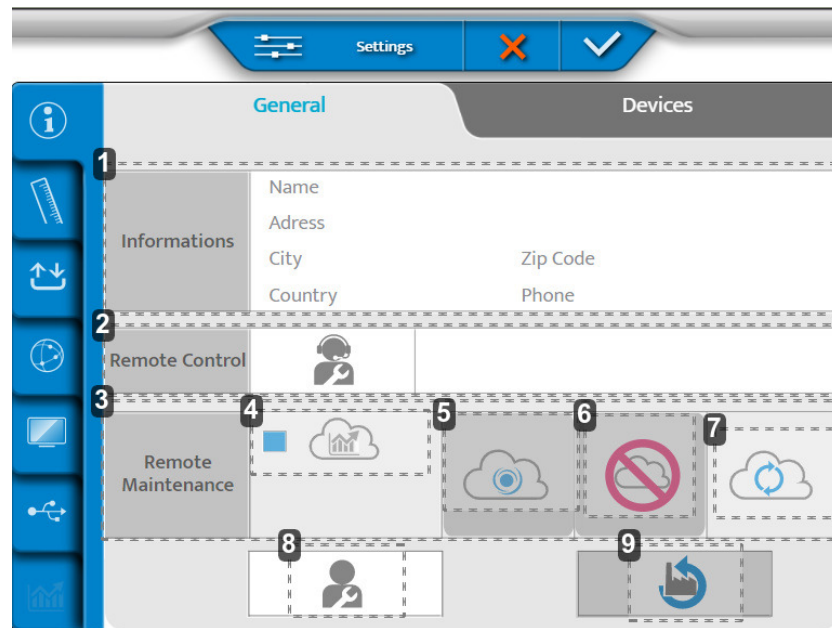 Settings
General
Devices
1
Informations
Name
Adress
City
Zip Code
Country
Phone
2
Remote Control
3
Remote
Maintenance
4
5
6
7
8
9